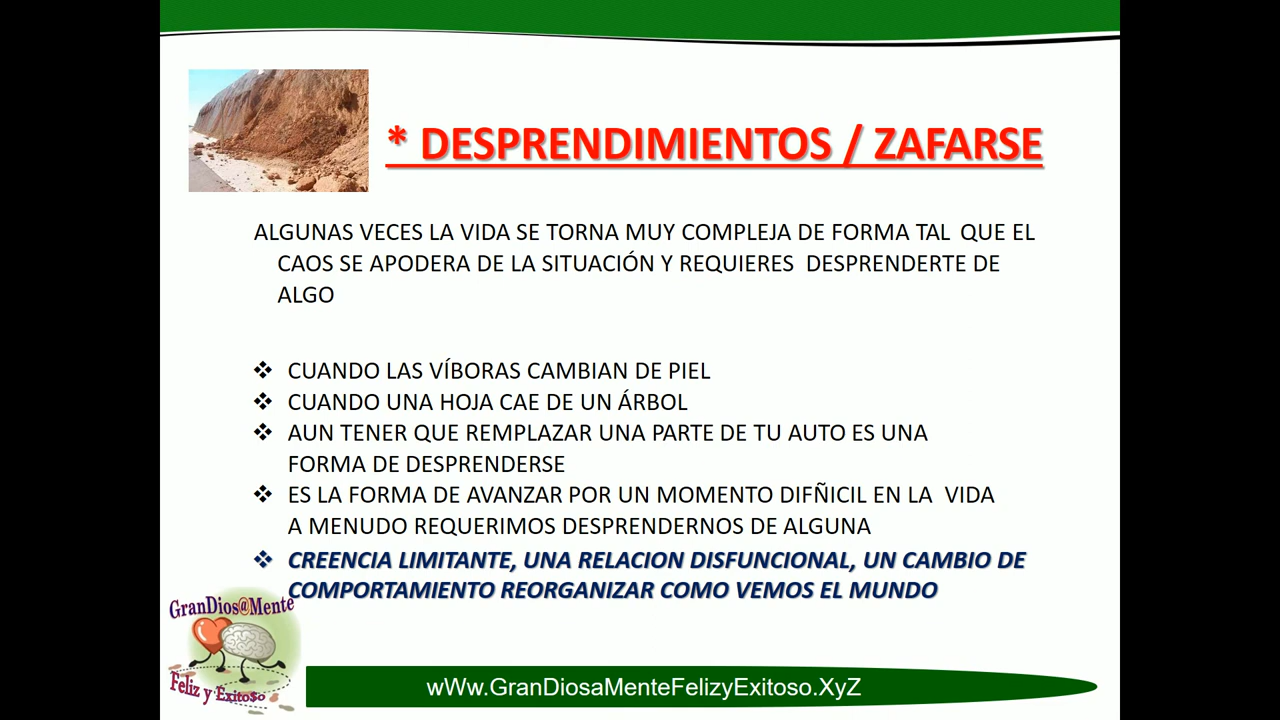 * DESPRENDIMIENTOS / ZAFARSE
ALGUNAS VECES LA VIDA SE TORNA MUY COMPLEJA DE FORMA TAL QUE EL
CAOS SE APODERA DE LA SITUACIÓN Y REQUIERES DESPRENDERTE DE
ALGO
❖ CUANDO LAS VÍBORAS CAMBIAN DE PIEL
❖ CUANDO UNA HOJA CAE DE UN ÁRBOL
❖ AUN TENER QUE REMPLAZAR UNA PARTE DE TU AUTO ES UNA
FORMA DE DESPRENDERSE
❖ ES LA FORMA DE AVANZAR POR UN MOMENTO DIFÑICIL EN LA VIDA
A MENUDO REQUERIMOS DESPRENDERNOS DE ALGUNA
❖ CREENCIA LIMITANTE, UNA RELACION DISFUNCIONAL, UN CAMBIO DE
COMPORTAMIENTO REORGANIZAR COMO VEMOS EL MUNDO
GranDios@Mente
Feliz y Exito$o
wWw.GranDiosaMenteFelizyExitoso.XyZ